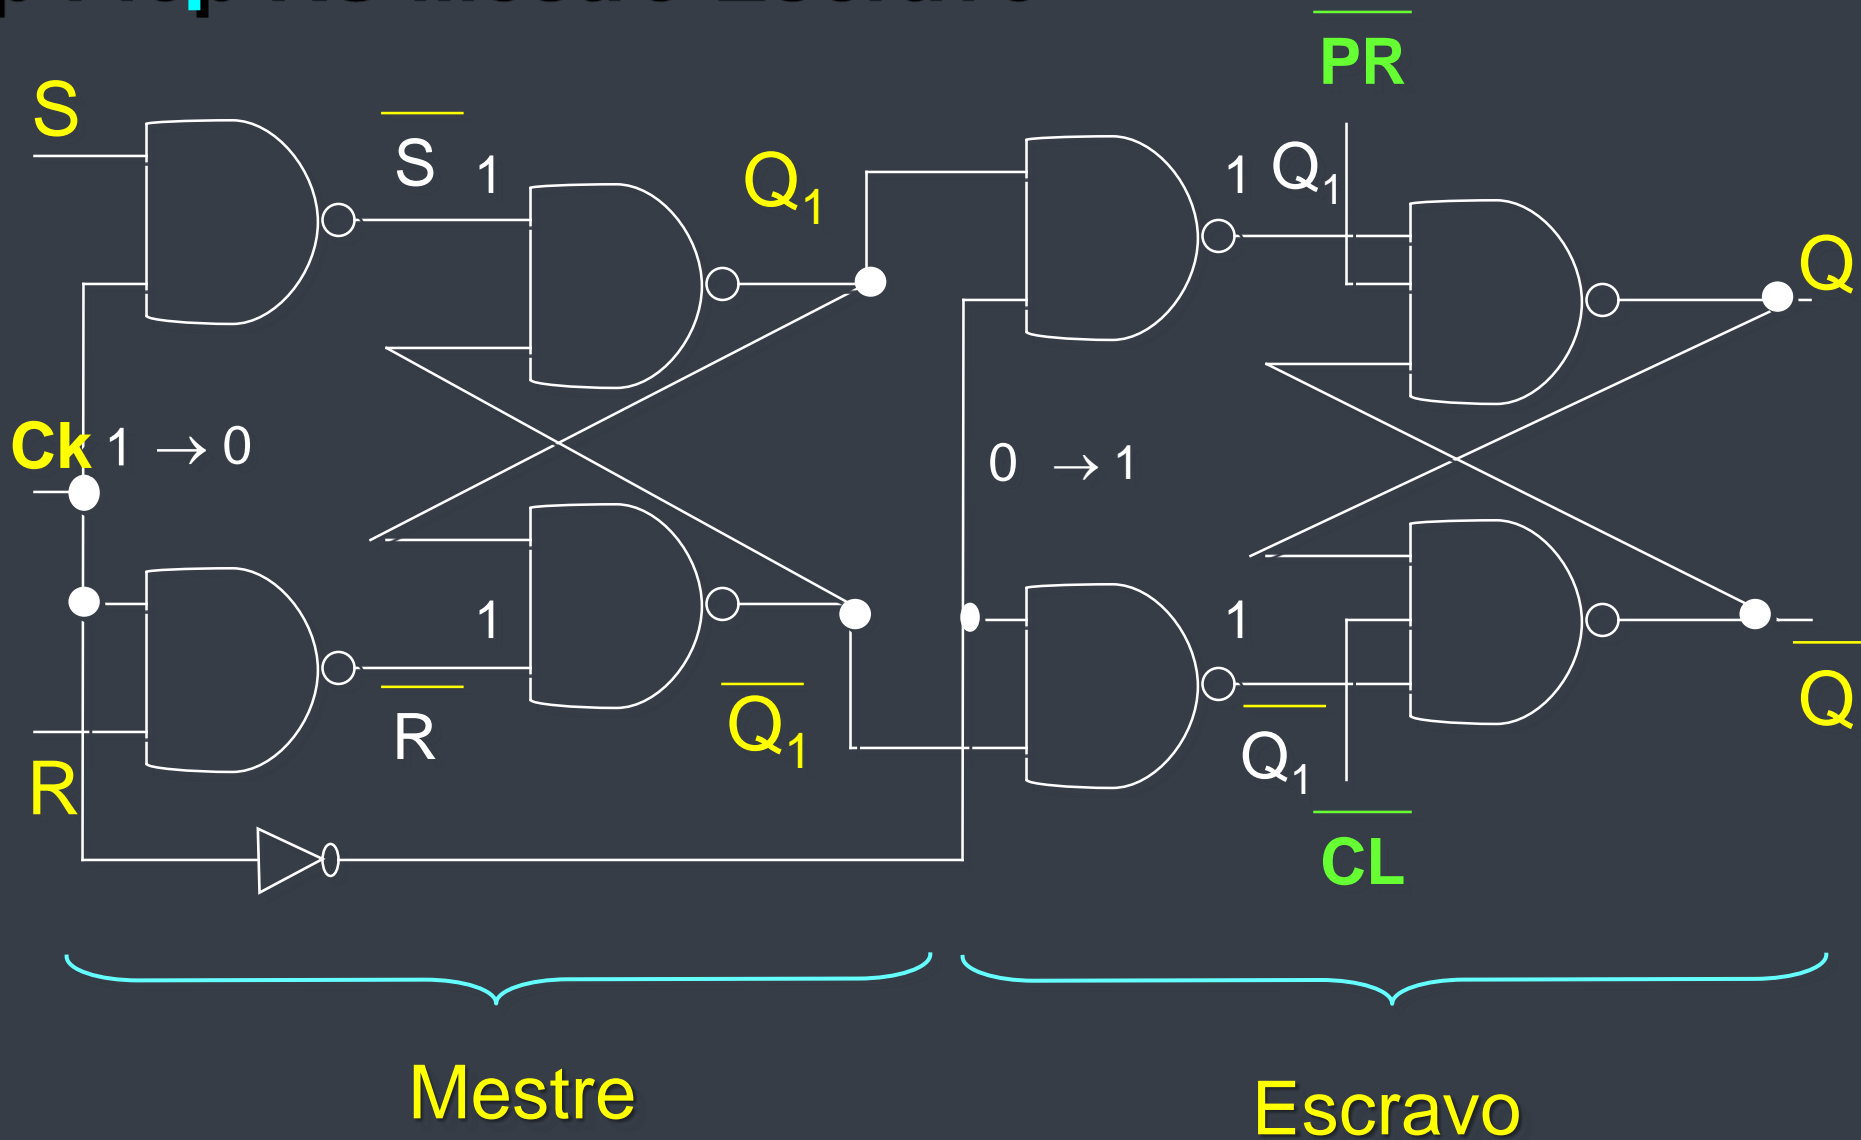 PR
S
S 1
Q1
1 Q1
Q
Ck 1 → 0
0 → 1
1
1
R
Q1
Q1
Q
R
CL
Mestre
Escravo